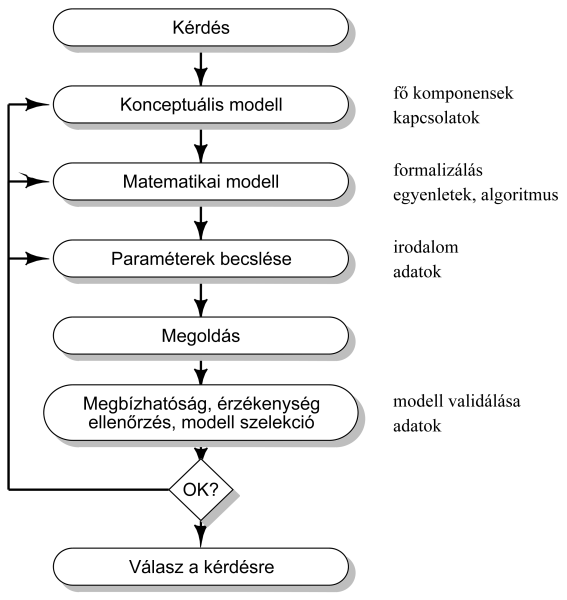 Kérdés
Konceptuális modell
fő komponensek
kapcsolatok
Matematikai modell
formalizálás
egyenletek, algoritmus
Paraméterek becslése
irodalom
adatok
Megoldás
Megbízhatóság, érzékenység
ellenőrzés, modell szelekció
modell validálása
adatok
OK?
Válasz a kérdésre